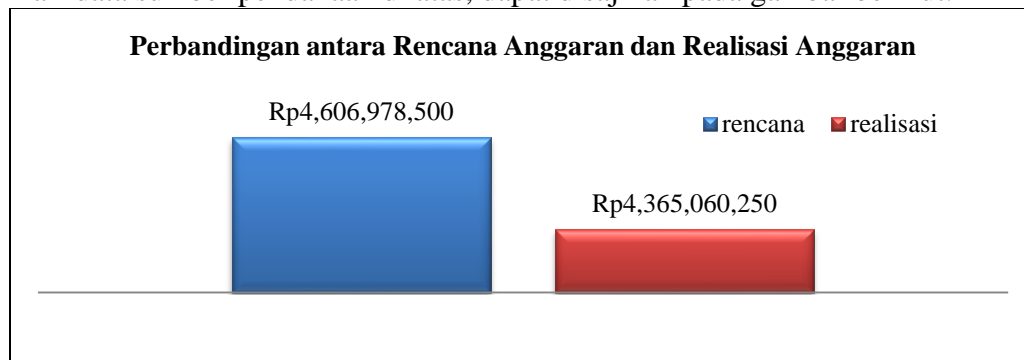 Perbandingan antara Rencana Anggaran dan Realisasi Anggaran
Rp4,606,978,500
rencana realisasi
Rp4,365,060,250